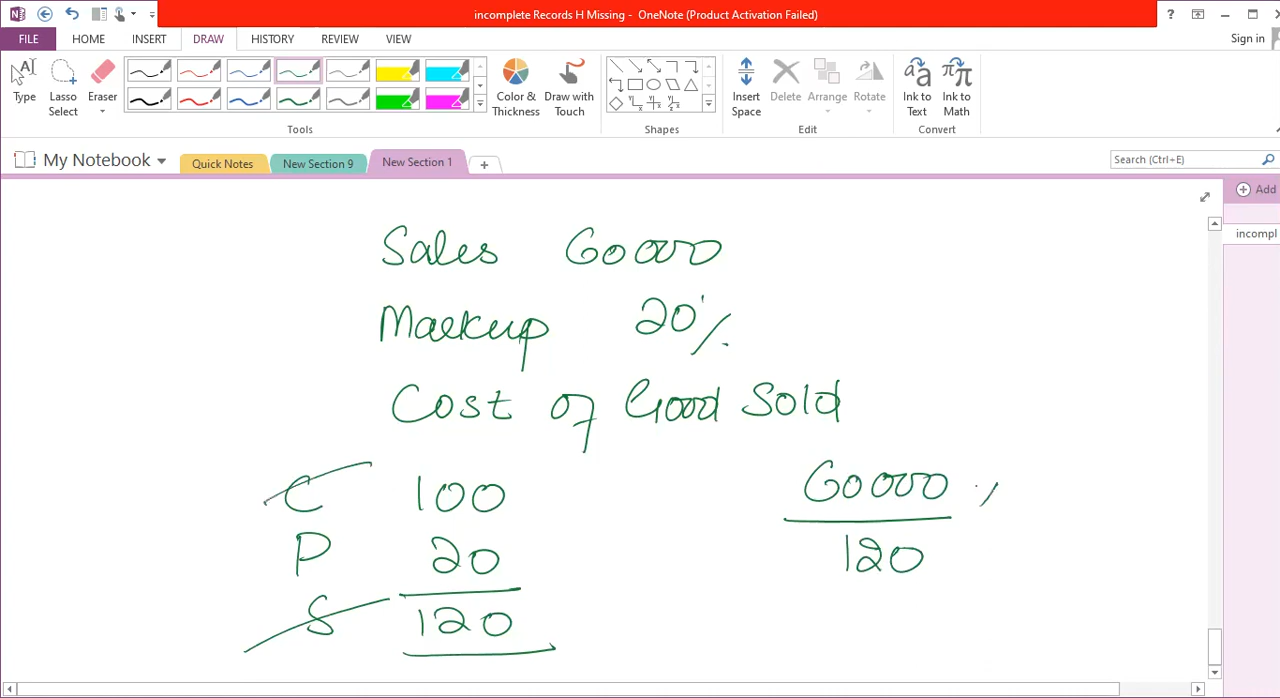 incomplete Records H Missing - OneNote (Product Activation Failed)
?
FILE HOME INSERT DRAW HISTORY REVIEW VIEW
Sign in
Type
Lasso Select
Eraser
Color & Thickness
Draw with Touch
Insert Space
Delete
Arrange
Rotate
Ink to Text
Ink to Math
Tools
Shapes
Edit
Convert
My Notebook
Quick Notes
New Section 9
New Section 1
Search (Ctrl+E)
Add
incompl
Sales 60000
Markup 20%
Cost of Good Sold
C 100
P 20
S 120
60000
120